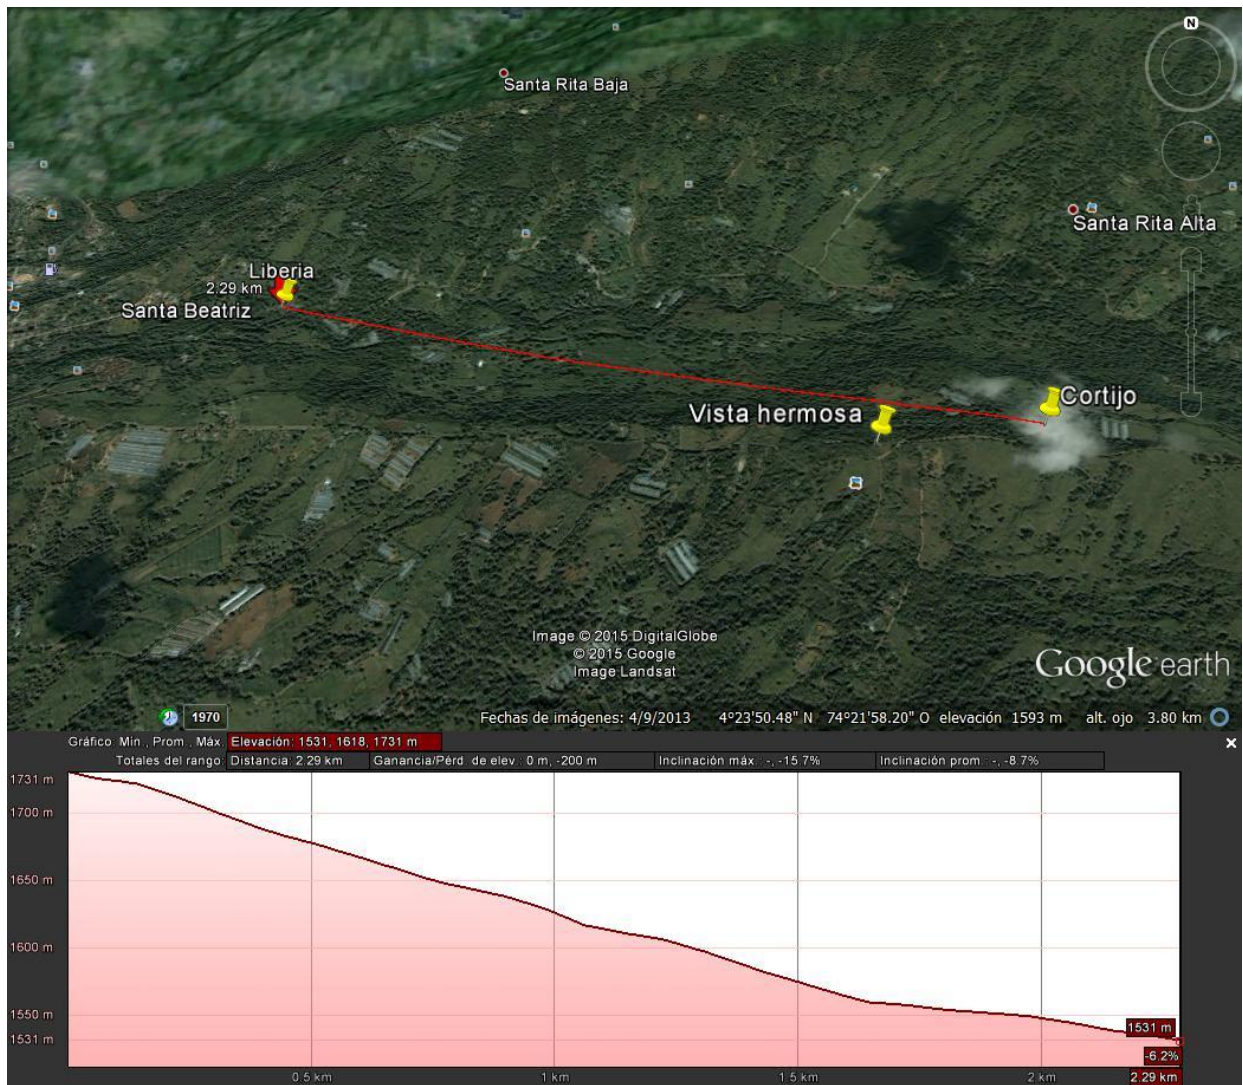 N
Santa Rita Baja
Santa Rita Alta
Liberia
2.29 km
Santa Beatriz
Cortijo
Vista hermosa
Image © 2015 DigitalGlobe
© 2015 Google
Image Landsat
Google earth
1970
Fechas de imágenes: 4/9/2013 4°23'50.48" N 74°21'58.20" O elevación 1593 m alt. ojo 3.80 km
Gráfico: Mín., Prom., Máx. Elevación: 1531, 1618, 1731 m
Totales del rango: Distancia: 2.29 km Ganancia/Pérd. de elev.: 0 m, -200 m Inclinación máx.: -, -15.7% Inclinación prom.: -, -8.7%
1731 m
1700 m
1650 m
1600 m
1550 m
1531 m
1531 m
-6.2%
0.5 km 1 km 1.5 km 2 km 2.29 km